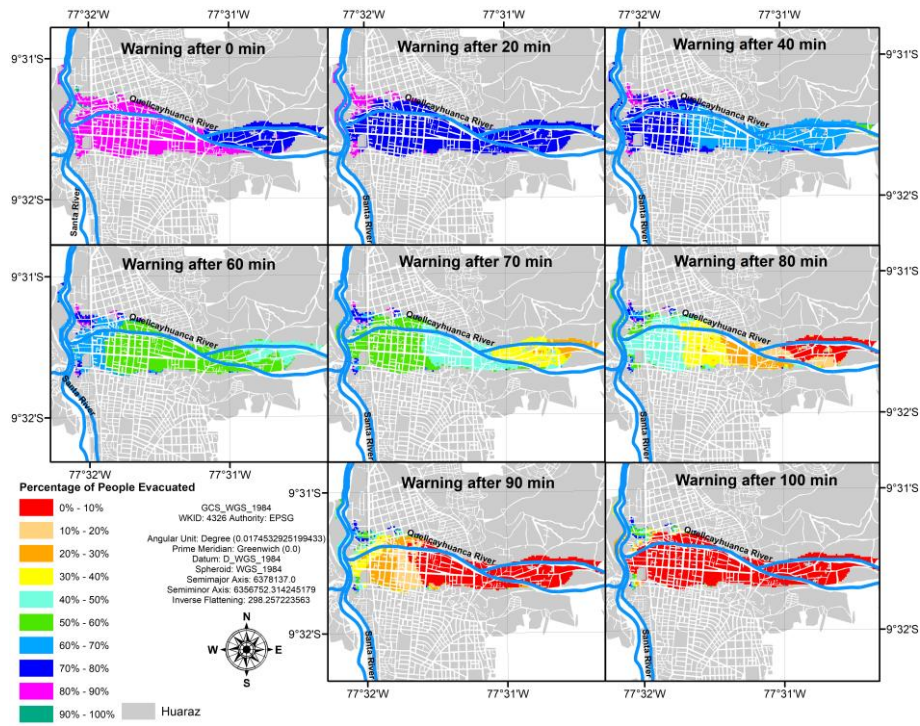 77°32'W 77°31'W 77°32'W 77°31'W 77°32'W 77°31'W
Warning after 0 min
Warning after 20 min
Warning after 40 min
9°31'S
9°31'S
Quellcayhuanca River
Quellcayhuanca River
Quellcayhuanca River
9°32'S
9°32'S
Santa River
Santa River
Santa River
Warning after 60 min
Warning after 70 min
Warning after 80 min
9°31'S
9°31'S
Quellcayhuanca River
Quellcayhuanca River
Quellcayhuanca River
9°32'S
9°32'S
Santa River
Santa River
Santa River
77°32'W 77°31'W
Percentage of People Evacuated
0% - 10%
10% - 20%
20% - 30%
30% - 40%
40% - 50%
50% - 60%
60% - 70%
70% - 80%
80% - 90%
90% - 100%
Huaraz
GCS_WGS_1984
WKID: 4326 Authority: EPSG
Angular Unit: Degree (0.0174532925199433)
Prime Meridian: Greenwich (0.0)
Datum: D_WGS_1984
Spheroid: WGS_1984
Semimajor Axis: 6378137.0
Semiminor Axis: 6356752.314245179
Inverse Flattening: 298.257223563
N
W E
S
Warning after 90 min
Warning after 100 min
9°31'S
9°31'S
Quellcayhuanca River
Quellcayhuanca River
9°32'S
9°32'S
Santa River
Santa River
77°32'W 77°31'W 77°32'W 77°31'W